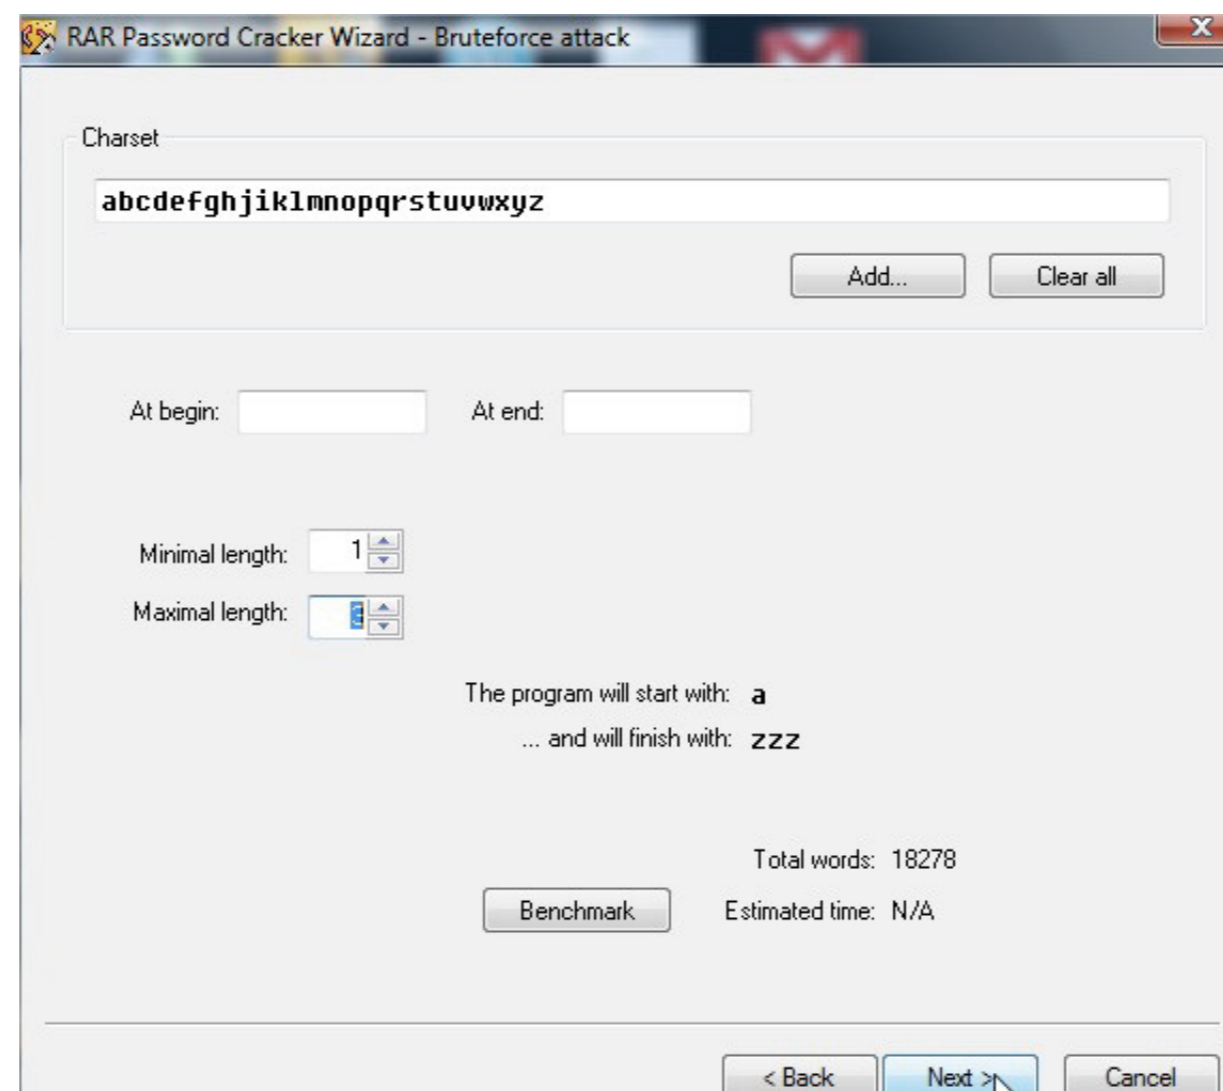 RAR Password Cracker Wizard - Bruteforce attack
Charset
abcdefghjiklmnopqrstuvwxyz
Add...
Clear all
At begin:
At end:
Minimal length: 1
Maximal length: 3
The program will start with: a
... and will finish with: zzz
Total words: 18278
Benchmark
Estimated time: N/A
< Back
Next >
Cancel